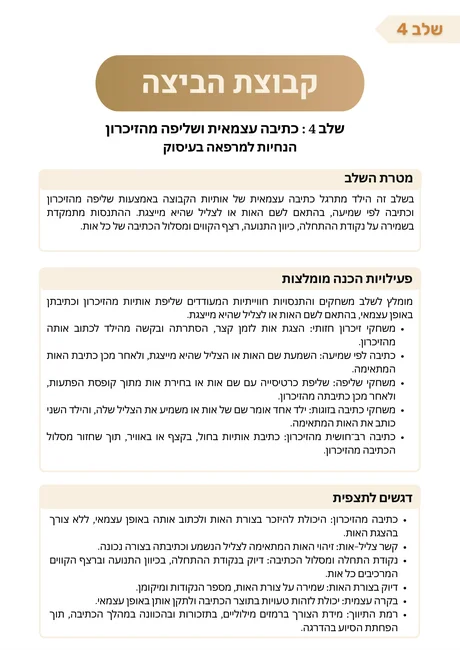 שלב 4
קבוצת הביצה
שלב 4 : כתיבה עצמאית ושליפה מהזיכרון
הנחיות למרפאה בעיסוק
מטרת השלב
בשלב זה הילד מתרגל כתיבה עצמאית של אותיות הקבוצה באמצעות שליפה מהזיכרון
וכתיבה לפי שמיעה, בהתאם לשם האות או לצליל שהיא מייצגת. ההתנסות מתמקדת
בשמירה על נקודת ההתחלה, כיוון התנועה, רצף הקווים ומסלול הכתיבה של כל אות.
פעילויות הכנה מומלצות
מומלץ לשלב משחקים והתנסויות חווייתיות המעודדים שליפת אותיות מהזיכרון וכתיבתן
באופן עצמאי, בהתאם לשם האות או לצליל שהיא מייצגת.
• משחקי זיכרון חזותי: הצגת אות לזמן קצר, הסתרתה ובקשה מהילד לכתוב אותה
מהזיכרון.
• כתיבה לפי שמיעה: השמעת שם האות או הצליל שהיא מייצגת, ולאחר מכן כתיבת האות
המתאימה.
• משחקי שליפה: שליפת כרטיסייה עם שם אות או בחירת אות מתוך קופסת הפתעות,
ולאחר מכן כתיבתה מהזיכרון.
• משחקי כתיבה בזוגות: ילד אחד אומר שם של אות או משמיע את הצליל שלה, והילד השני
כותב את האות המתאימה.
• כתיבה רב־חושית מהזיכרון: כתיבת אותיות בחול, בקצף או באוויר, תוך שחזור מסלול
הכתיבה מהזיכרון.
דגשים לתצפית
• כתיבה מהזיכרון: היכולת להיזכר בצורת האות ולכתוב אותה באופן עצמאי, ללא צורך
בהצגת האות.
• קשר צליל-אות: זיהוי האות המתאימה לצליל הנשמע וכתיבתה בצורה נכונה.
• נקודת התחלה ומסלול הכתיבה: דיוק בנקודת ההתחלה, בכיוון התנועה וברצף הקווים
המרכיבים כל אות.
• דיוק בצורת האות: שמירה על צורת האות, מספר הנקודות ומיקומן.
• בקרה עצמית: יכולת לזהות טעויות בתוצר הכתיבה ולתקן אותן באופן עצמאי.
• רמת התיווך: מידת הצורך ברמזים מילוליים, בתזכורות ובהכוונה במהלך הכתיבה, תוך
הפחתת הסיוע בהדרגה.